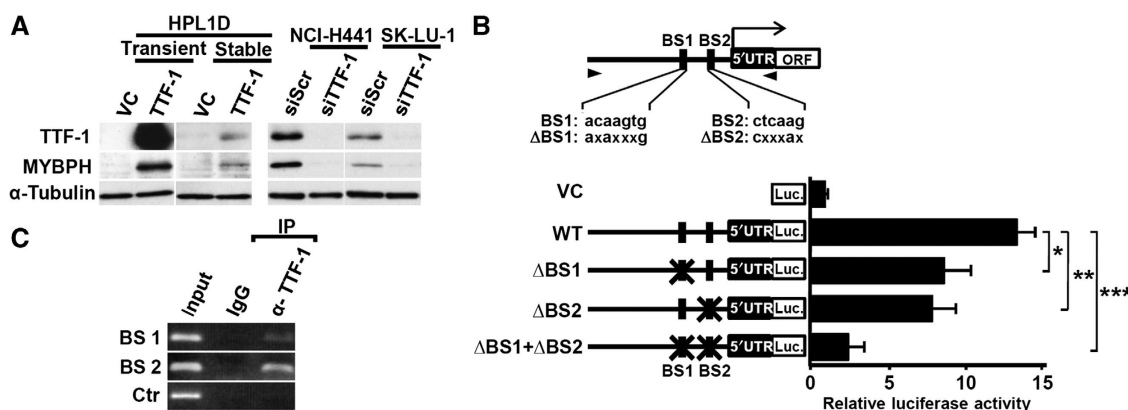 A
HPL1D
Transient Stable
NCI-H441 SK-LU-1
VC TTF-1 VC TTF-1 siScr siTTF-1 siScr siTTF-1
TTF-1
MYBPH
α-Tubulin
C
IP
Input IgG α- TTF-1
BS 1
BS 2
Ctr
B
BS1 BS2
5′UTR ORF
BS1: acaagtg BS2: ctcaag
ΔBS1: axaxxxg ΔBS2: cxxxax
VC Luc.
WT 5′UTR Luc. *
ΔBS1 5′UTR Luc. **
ΔBS2 5′UTR Luc. ***
ΔBS1+ΔBS2 5′UTR Luc.
BS1 BS2
0 5 10 15
Relative luciferase activity